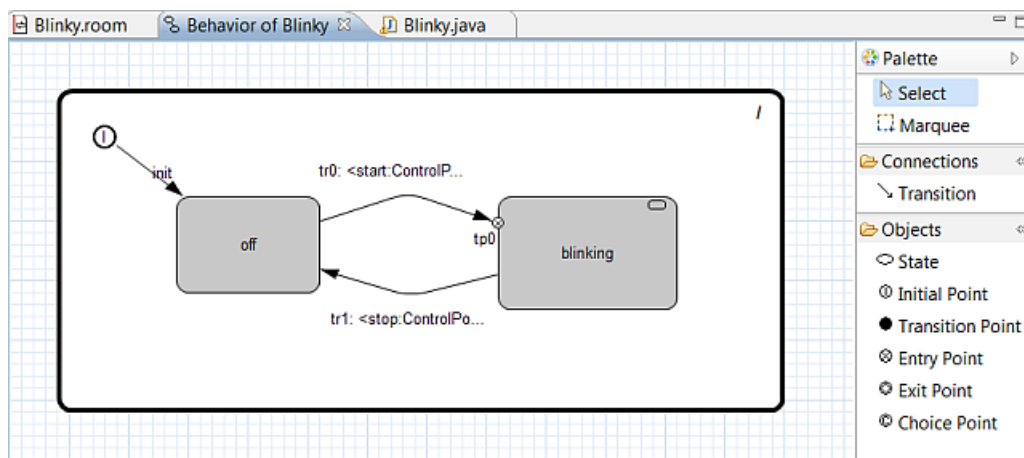 Blinky.room
Behavior of Blinky
Blinky.java
Palette
Select
Marquee
Connections
Transition
Objects
State
Initial Point
Transition Point
Entry Point
Exit Point
Choice Point
/
I
init
tr0: <start:ControlP...
off
tp0
blinking
tr1: <stop:ControlPo...